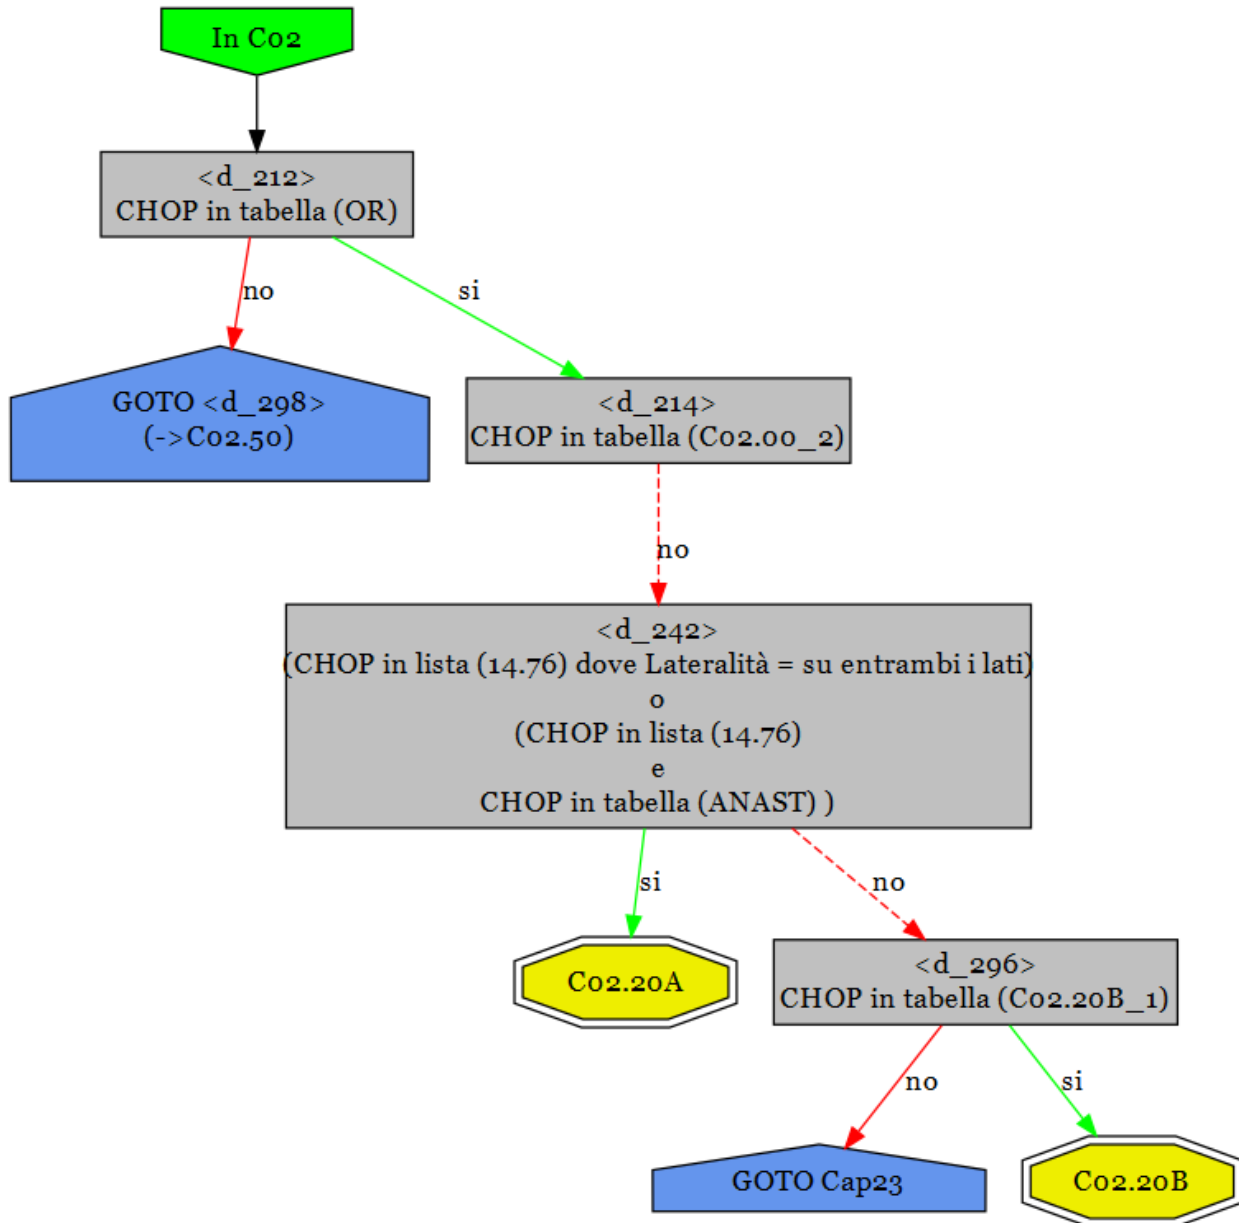 In C02
<d_212>
CHOP in tabella (OR)
no
si
GOTO <d_298>
(->C02.50)
<d_214>
CHOP in tabella (C02.00_2)
no
<d_242>
(CHOP in lista (14.76) dove Lateralità = su entrambi i lati)
o
(CHOP in lista (14.76)
e
CHOP in tabella (ANAST) )
si
no
C02.20A
<d_296>
CHOP in tabella (C02.20B_1)
no
si
GOTO Cap23
C02.20B